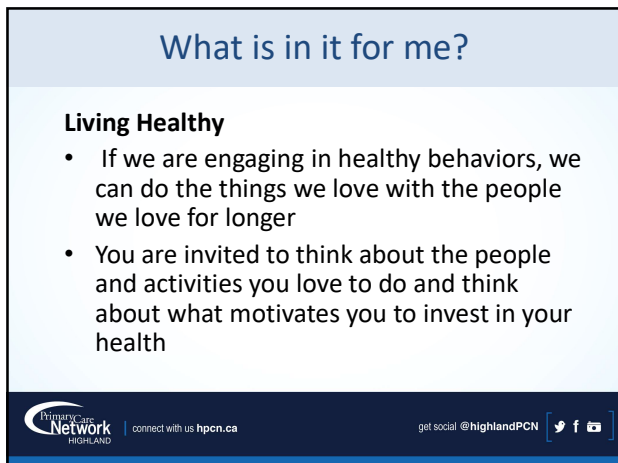 What is in it for me?
Living Healthy
• If we are engaging in healthy behaviors, we
can do the things we love with the people
we love for longer
• You are invited to think about the people
and activities you love to do and think
about what motivates you to invest in your
health
PrimaryCare
Network
HIGHLAND
connect with us hpcn.ca
get social @highlandPCN